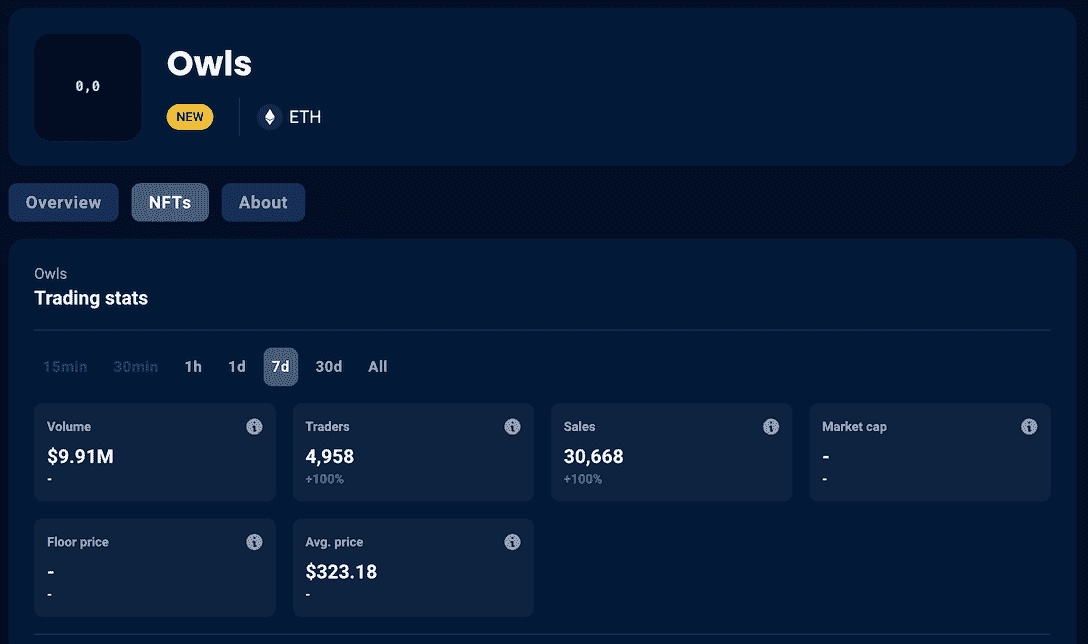 0,0
Owls
NEW
ETH
Overview NFTs About
Owls
Trading stats
15min 30min 1h 1d 7d 30d All
Volume
$9.91M
-
Traders
4,958
+100%
Sales
30,668
+100%
Market cap
-
-
Floor price
-
-
Avg. price
$323.18
-